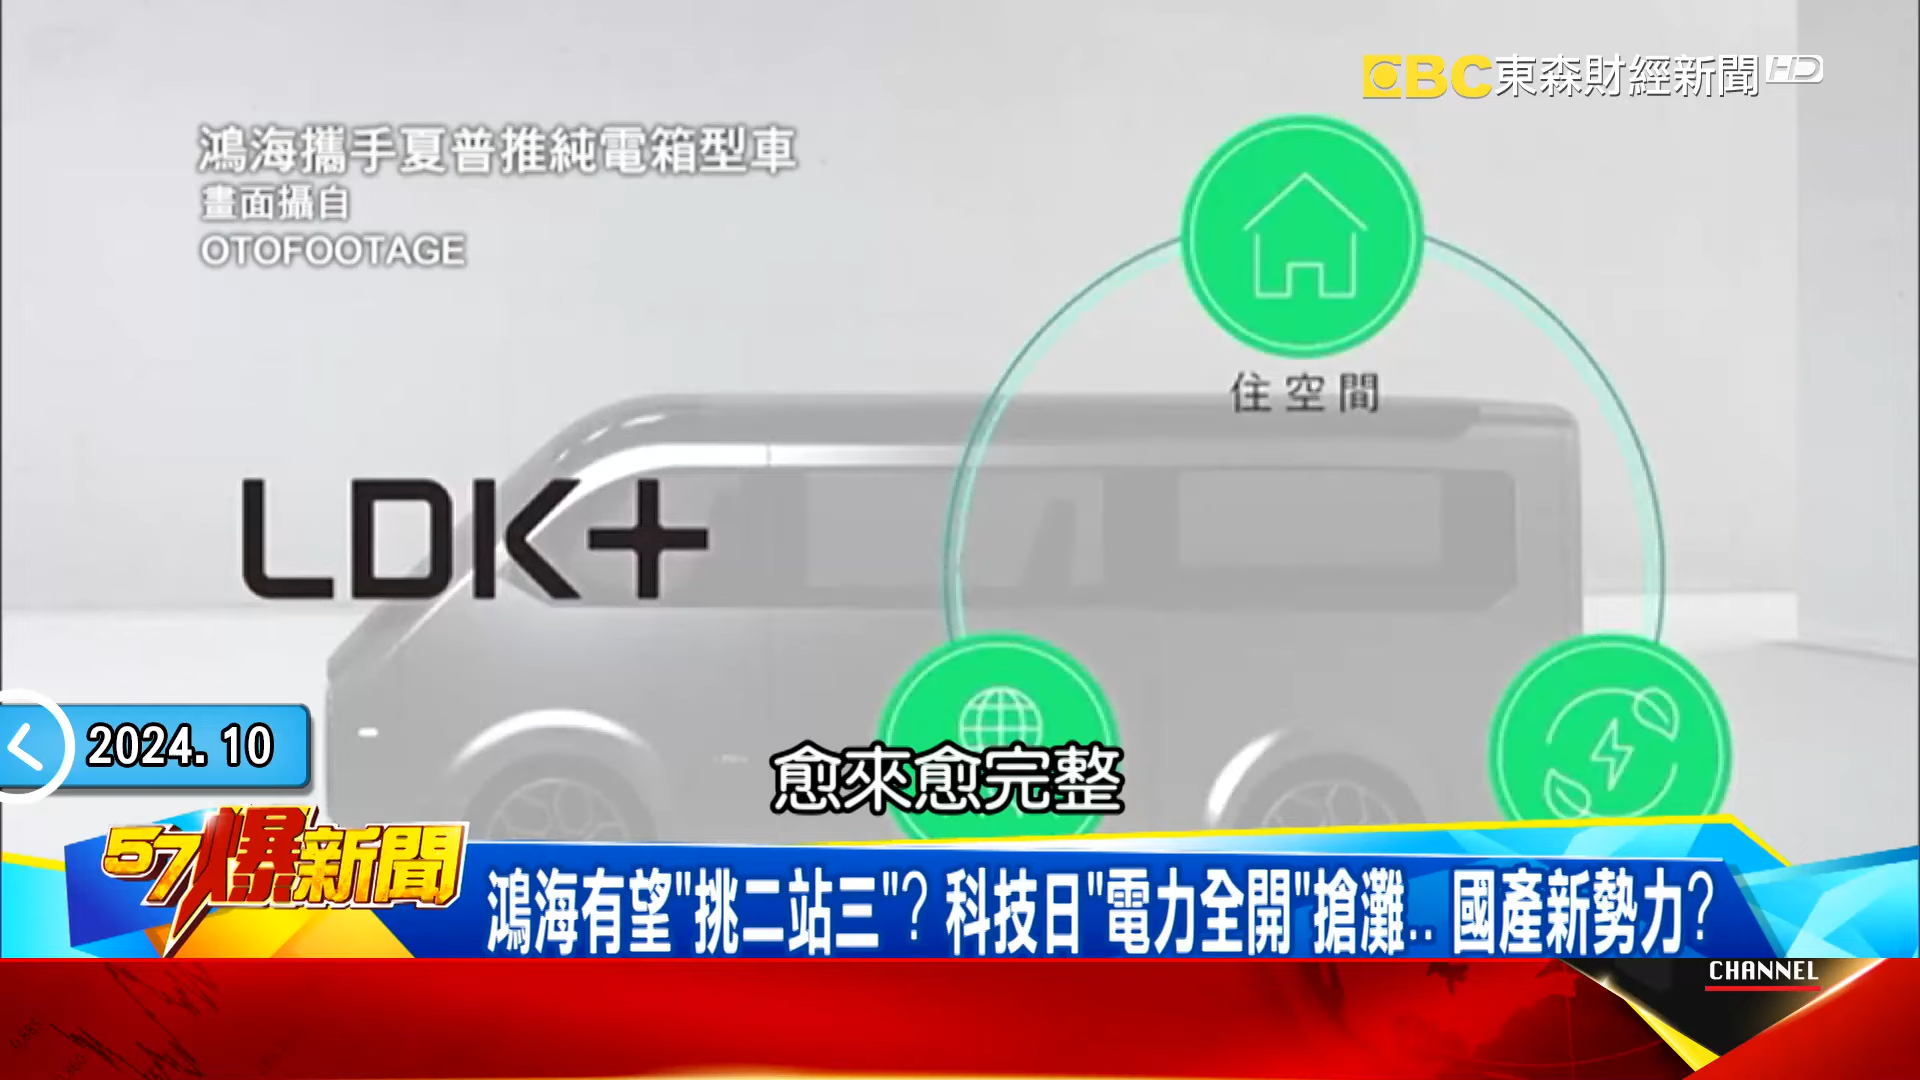 EBC東森財經新聞HD
鴻海攜手夏普推純電箱型車
畫面攝自
OTOFOOTAGE
住空間
LDK+
2024.10
愈來愈完整
57爆新聞
鴻海有望"挑二站三"? 科技日"電力全開"搶灘.. 國產新勢力?
CHANNEL